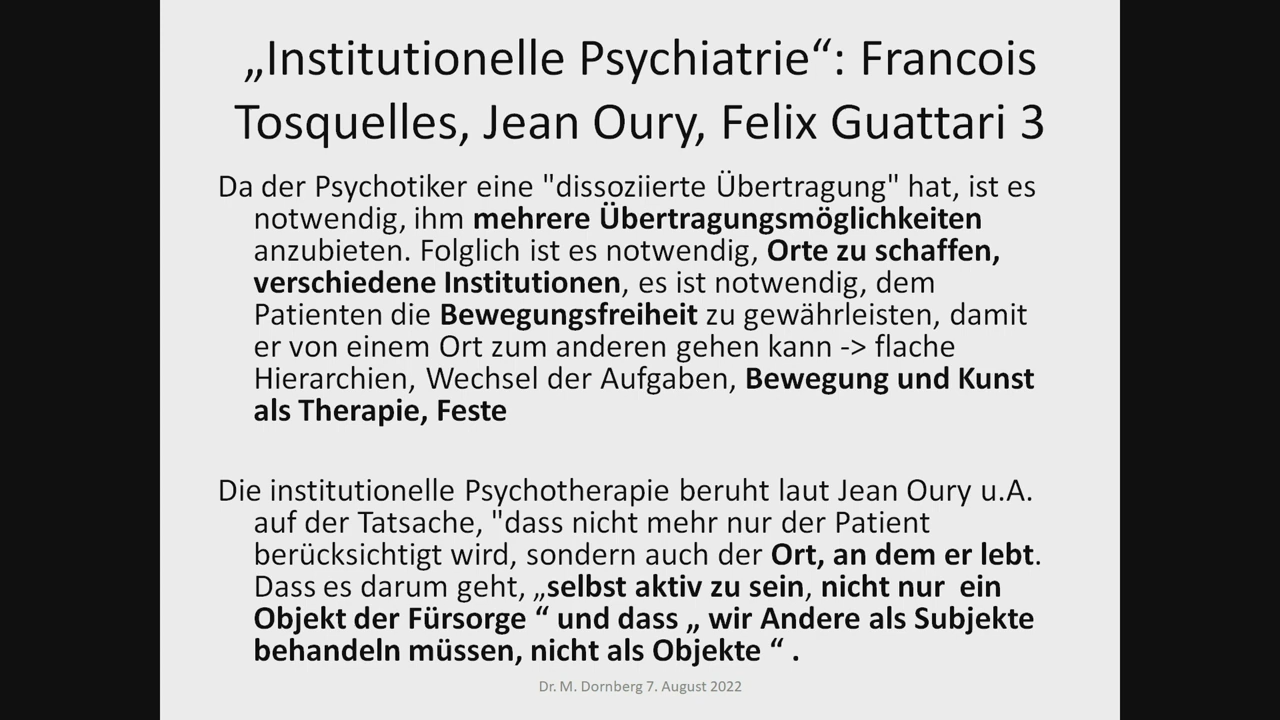 „Institutionelle Psychiatrie“: Francois
Tosquelles, Jean Oury, Felix Guattari 3
Da der Psychotiker eine "dissoziierte Übertragung" hat, ist es
notwendig, ihm mehrere Übertragungsmöglichkeiten
anzubieten. Folglich ist es notwendig, Orte zu schaffen,
verschiedene Institutionen, es ist notwendig, dem
Patienten die Bewegungsfreiheit zu gewährleisten, damit
er von einem Ort zum anderen gehen kann -> flache
Hierarchien, Wechsel der Aufgaben, Bewegung und Kunst
als Therapie, Feste
Die institutionelle Psychotherapie beruht laut Jean Oury u.A.
auf der Tatsache, "dass nicht mehr nur der Patient
berücksichtigt wird, sondern auch der Ort, an dem er lebt.
Dass es darum geht, „selbst aktiv zu sein, nicht nur  ein
Objekt der Fürsorge “ und dass „ wir Andere als Subjekte
behandeln müssen, nicht als Objekte “ .
Dr. M. Dornberg 7. August 2022